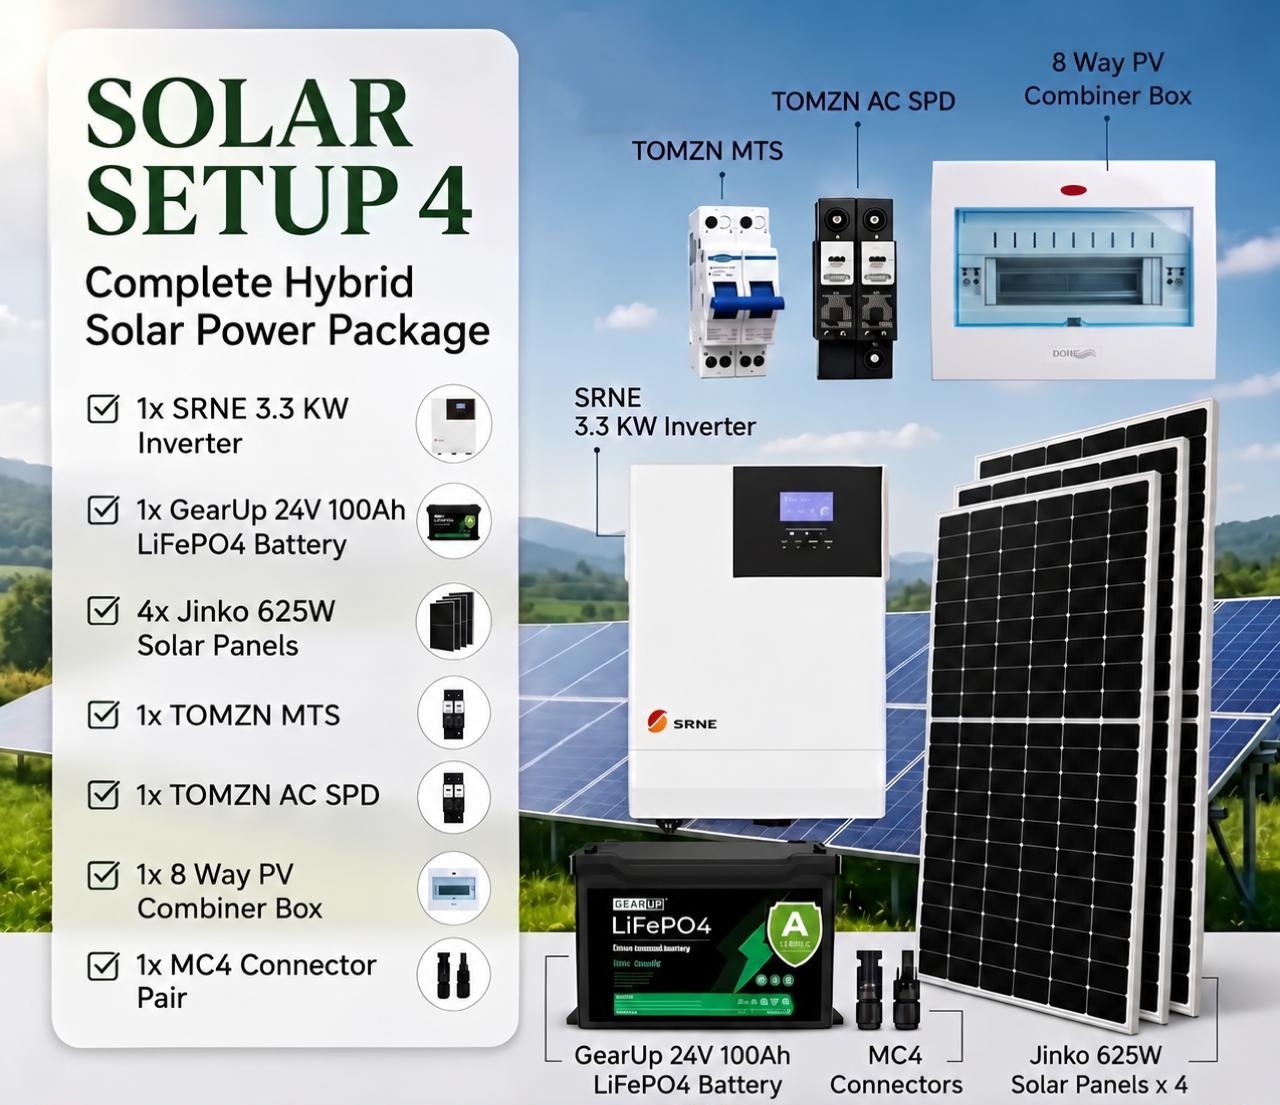 SOLAR
SETUP 4
Complete Hybrid
Solar Power Package
1x SRNE 3.3 KW
Inverter
1x GearUp 24V 100Ah
LiFePO4 Battery
4x Jinko 625W
Solar Panels
1x TOMZN MTS
1x TOMZN AC SPD
1x 8 Way PV
Combiner Box
1x MC4 Connector
Pair
TOMZN MTS
TOMZN AC SPD
8 Way PV
Combiner Box
SRNE
3.3 KW Inverter
SRNE
GEARUP
LiFePO4
A
GearUp 24V 100Ah
LiFePO4 Battery
MC4
Connectors
Jinko 625W
Solar Panels x 4